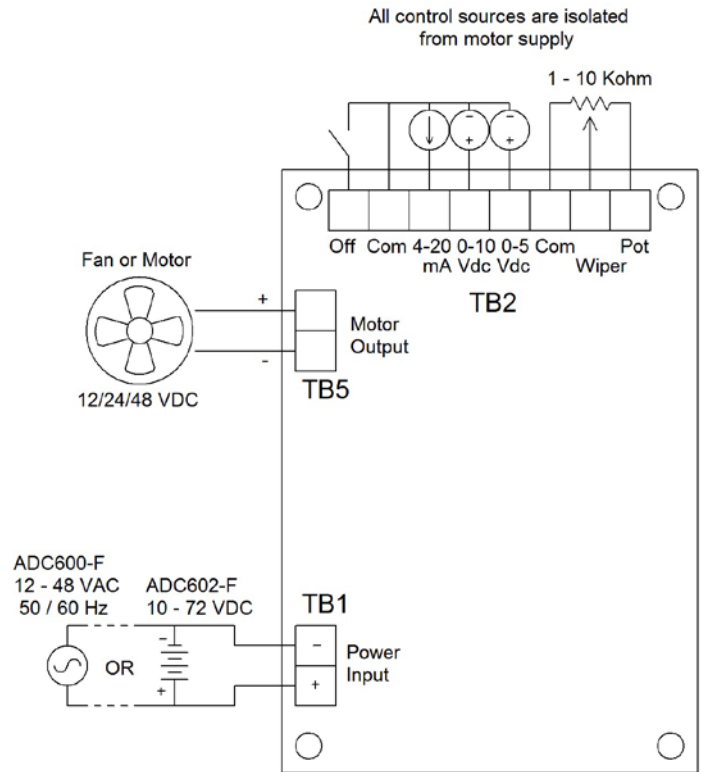 All control sources are isolated
from motor supply
1 - 10 Kohm
- -
+ +
Off Com 4-20 0-10 0-5 Com Pot
mA Vdc Vdc Wiper
TB2
Fan or Motor
+
-
12/24/48 VDC
Motor
Output
TB5
ADC600-F
12 - 48 VAC
50 / 60 Hz
ADC602-F
10 - 72 VDC
OR
-
+
TB1
-
+
Power
Input